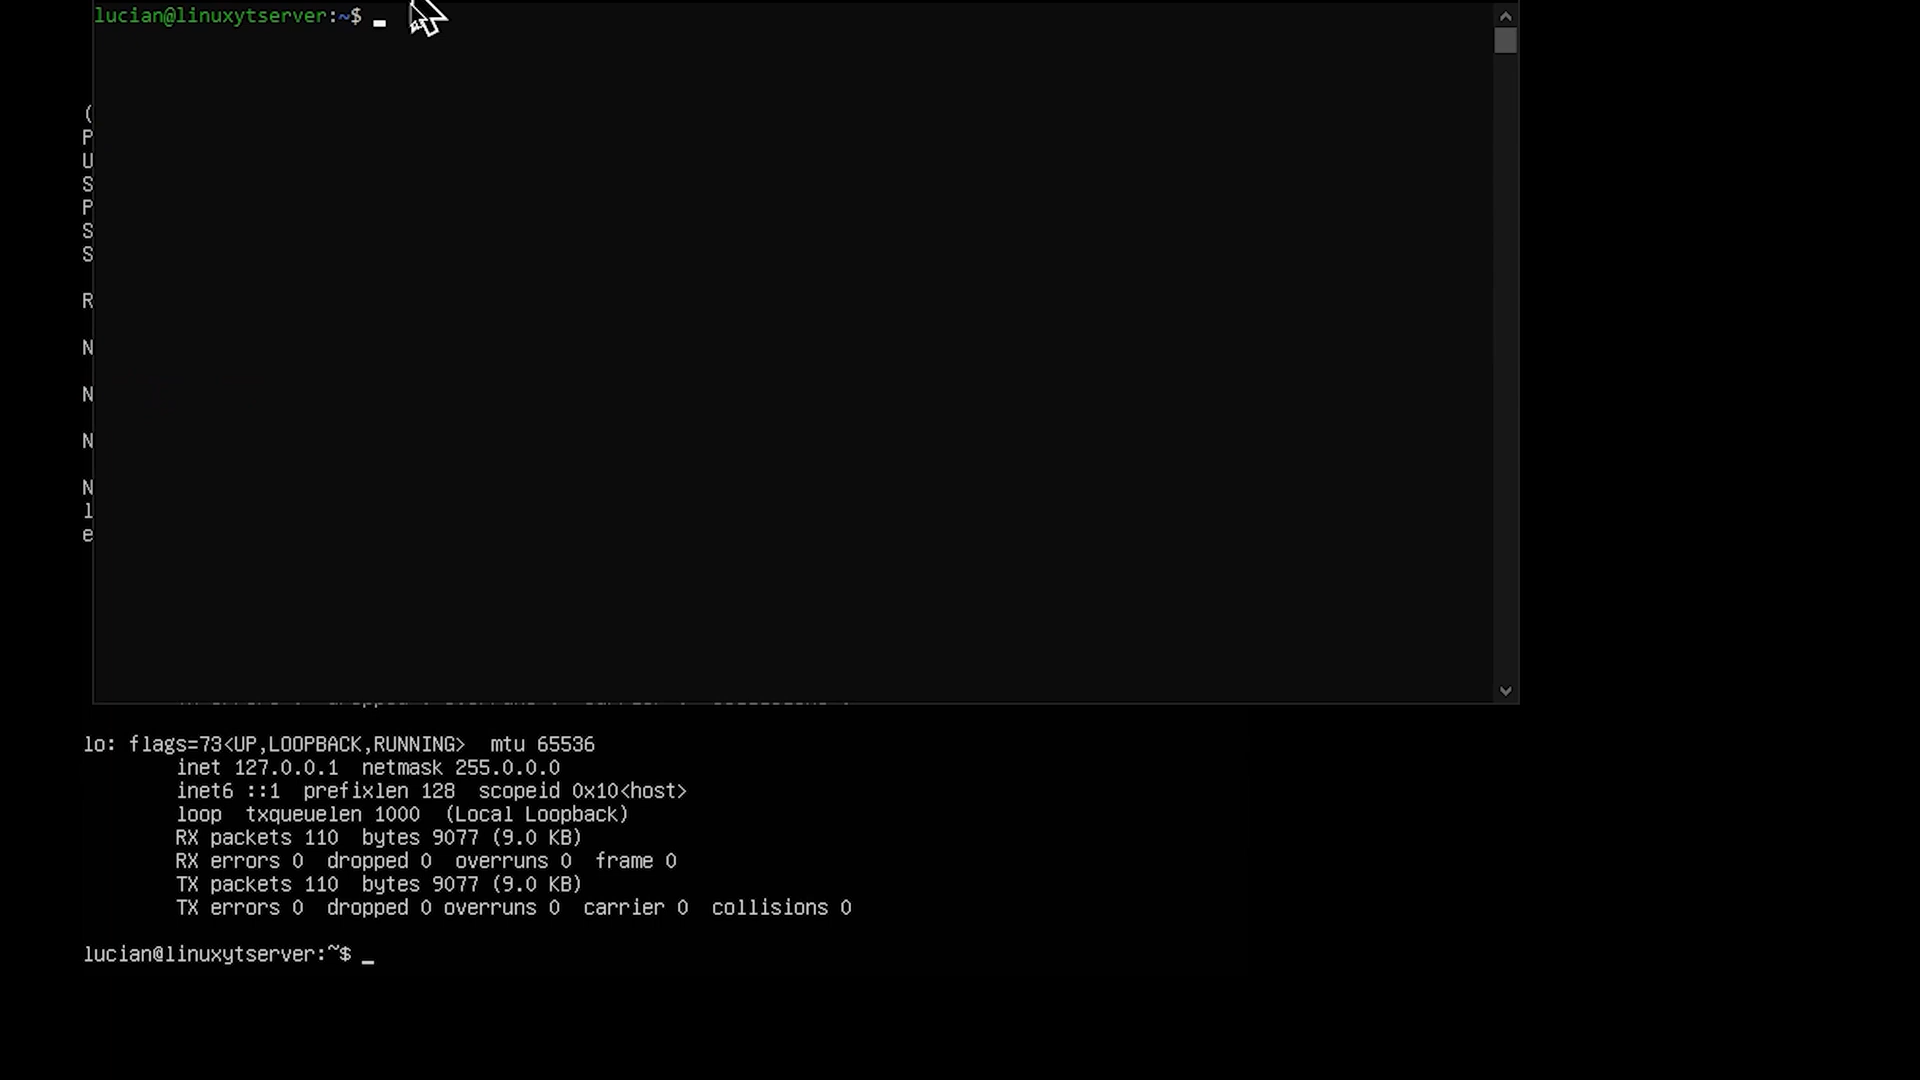 lucian@linuxytserver:~$
(
P
U
S
P
S
S
R
N
N
N
N
l
e
lo: flags=73<UP,LOOPBACK,RUNNING>  mtu 65536
inet 127.0.0.1  netmask 255.0.0.0
inet6 ::1  prefixlen 128  scopeid 0x10<host>
loop  txqueuelen 1000  (Local Loopback)
RX packets 110  bytes 9077 (9.0 KB)
RX errors 0  dropped 0  overruns 0  frame 0
TX packets 110  bytes 9077 (9.0 KB)
TX errors 0  dropped 0 overruns 0  carrier 0  collisions 0
lucian@linuxytserver:~$ _